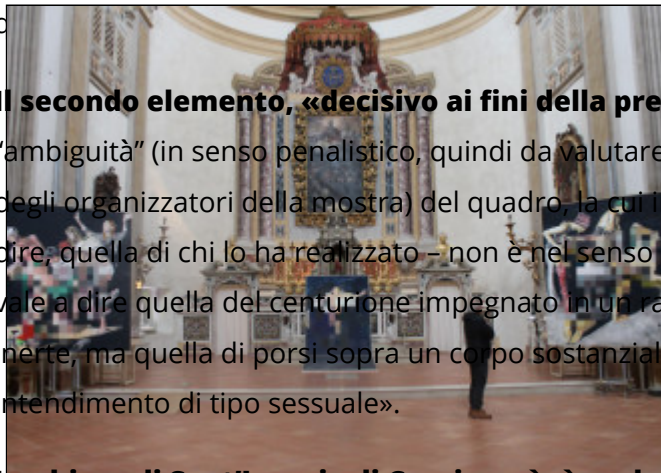 Il secondo elemento, «decisivo ai fini della pre
"ambiguità" (in senso penalistico, quindi da valutare
degli organizzatori della mostra) del quadro, la cui i
dire, quella di chi lo ha realizzato – non è nel senso
vale a dire quella del centurione impegnato in un ra
nerte, ma quella di porsi sopra un corpo sostanzial
ntendimento di tipo sessuale».